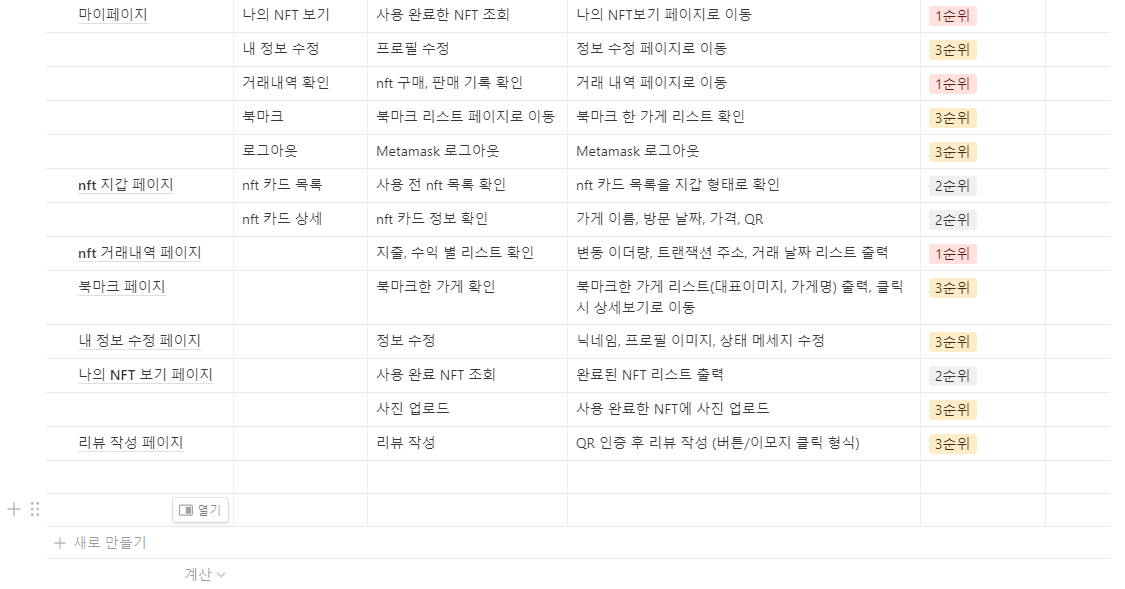 마이페이지 나의 NFT 보기 사용 완료한 NFT 조회 나의 NFT보기 페이지로 이동 1순위
내 정보 수정 프로필 수정 정보 수정 페이지로 이동 3순위
거래내역 확인 nft 구매, 판매 기록 확인 거래 내역 페이지로 이동 1순위
북마크 북마크 리스트 페이지로 이동 북마크 한 가게 리스트 확인 3순위
로그아웃 Metamask 로그아웃 Metamask 로그아웃 3순위
nft 지갑 페이지 nft 카드 목록 사용 전 nft 목록 확인 nft 카드 목록을 지갑 형태로 확인 2순위
nft 카드 상세 nft 카드 정보 확인 가게 이름, 방문 날짜, 가격, QR 2순위
nft 거래내역 페이지 지출, 수익 별 리스트 확인 변동 이더량, 트랜잭션 주소, 거래 날짜 리스트 출력 1순위
북마크 페이지 북마크한 가게 확인 북마크한 가게 리스트(대표이미지, 가게명) 출력, 클릭 3순위
시 상세보기로 이동
내 정보 수정 페이지 정보 수정 닉네임, 프로필 이미지, 상태 메세지 수정 3순위
나의 NFT 보기 페이지 사용 완료 NFT 조회 완료된 NFT 리스트 출력 2순위
사진 업로드 사용 완료한 NFT에 사진 업로드 3순위
리뷰 작성 페이지 리뷰 작성 QR 인증 후 리뷰 작성 (버튼/이모지 클릭 형식) 3순위
열기
새로 만들기
계산